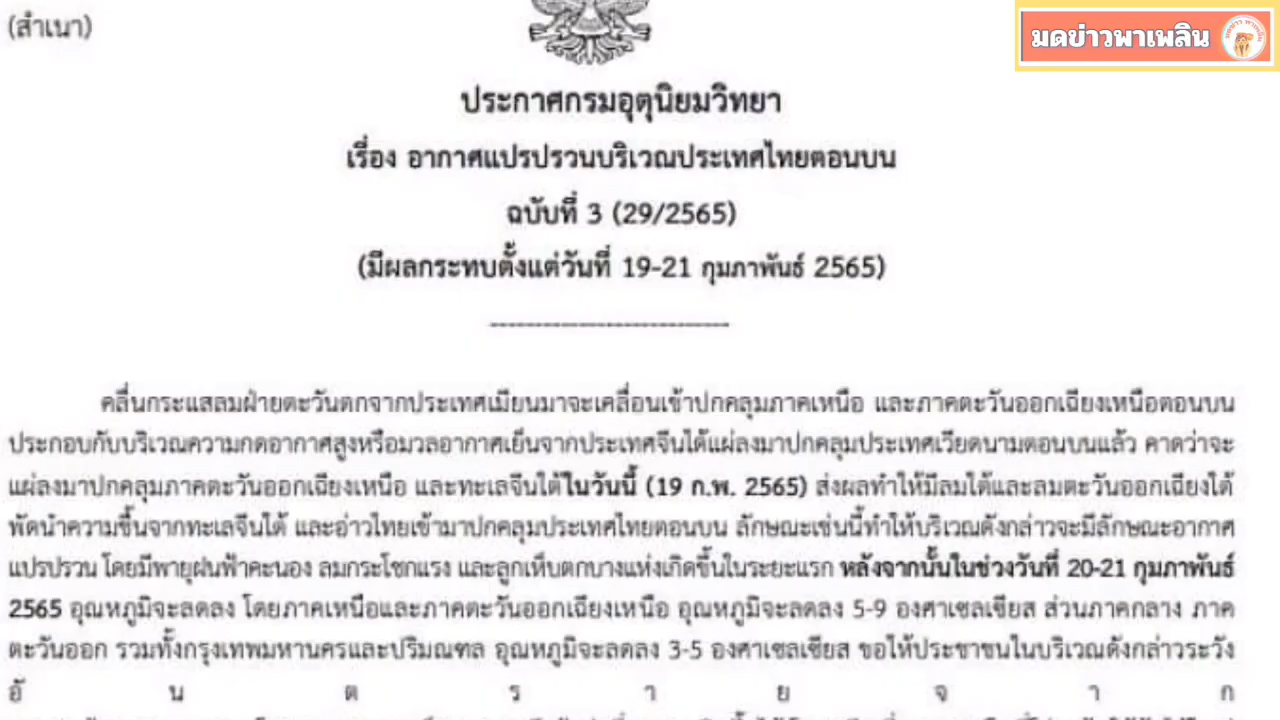 (สำเนา)
มดข่าวพาเพลิน
ประกาศกรมอุตุนิยมวิทยา
เรื่อง อากาศแปรปรวนบริเวณประเทศไทยตอนบน
ฉบับที่ 3 (29/2565)
(มีผลกระทบตั้งแต่วันที่ 19-21 กุมภาพันธ์ 2565)
---------------------------
คลื่นกระแสลมฝ่ายตะวันตกจากประเทศเมียนมาจะเคลื่อนเข้าปกคลุมภาคเหนือ และภาคตะวันออกเฉียงเหนือตอนบน
ประกอบกับบริเวณความกดอากาศสูงหรือมวลอากาศเย็นจากประเทศจีนได้แผ่ลงมาปกคลุมประเทศเวียดนามตอนบนแล้ว คาดว่าจะ
แผ่ลงมาปกคลุมภาคตะวันออกเฉียงเหนือ และทะเลจีนใต้ในวันนี้ (19 ก.พ. 2565) ส่งผลทำให้มีลมใต้และลมตะวันออกเฉียงใต้
พัดนำความชื้นจากทะเลจีนใต้ และอ่าวไทยเข้ามาปกคลุมประเทศไทยตอนบน ลักษณะเช่นนี้ทำให้บริเวณดังกล่าวจะมีลักษณะอากาศ
แปรปรวน โดยมีพายุฝนฟ้าคะนอง ลมกระโชกแรง และลูกเห็บตกบางแห่งเกิดขึ้นในระยะแรก หลังจากนั้นในช่วงวันที่ 20-21 กุมภาพันธ์
2565 อุณหภูมิจะลดลง โดยภาคเหนือและภาคตะวันออกเฉียงเหนือ อุณหภูมิจะลดลง 5-9 องศาเซลเซียส ส่วนภาคกลาง ภาค
ตะวันออก รวมทั้งกรุงเทพมหานครและปริมณฑล อุณหภูมิจะลดลง 3-5 องศาเซลเซียส ขอให้ประชาชนในบริเวณดังกล่าวระวัง
อั น ต ร า ย จ า ก